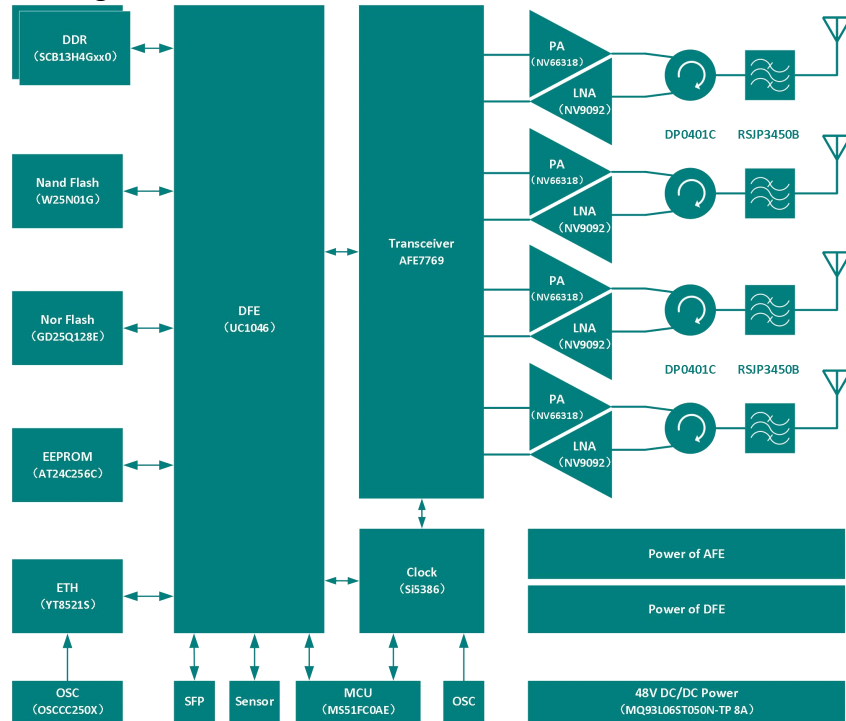 DDR
（SCB13H4Gxx0）
Nand Flash
（W25N01G）
Nor Flash
（GD25Q128E）
EEPROM
（AT24C256C）
ETH
（YT8521S）
OSC
（OSCCC250X）
DFE
（UC1046）
SFP
Sensor
MCU
（MS51FC0AE）
OSC
Transceiver
AFE7769
Clock
（Si5386）
PA
（NV66318）
LNA
（NV9092）
DP0401C
RSJP3450B
PA
（NV66318）
LNA
（NV9092）
PA
（NV66318）
LNA
（NV9092）
DP0401C
RSJP3450B
PA
（NV66318）
LNA
（NV9092）
Power of AFE
Power of DFE
48V DC/DC Power
（MQ93L06ST050N-TP 8A）